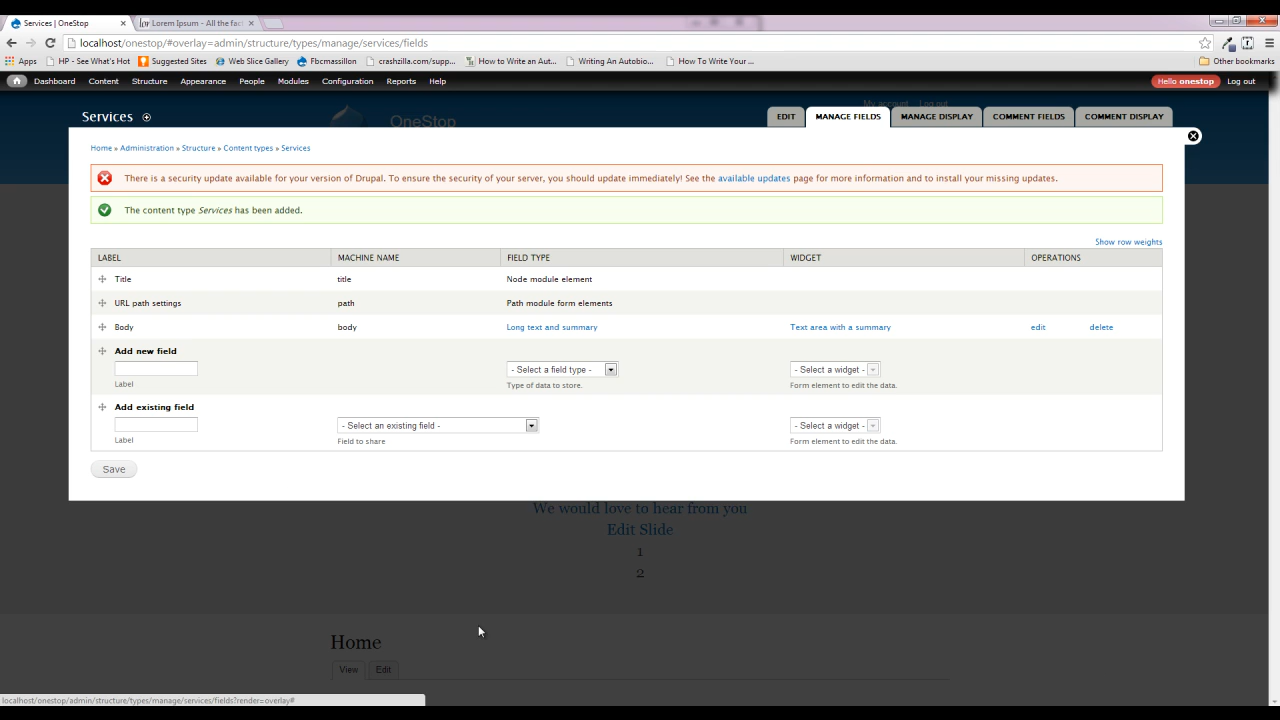 Services | OneStop
Lorem Ipsum - All the fac
localhost/onestop/#overlay=admin/structure/types/manage/services/fields
Apps
HP - See What's Hot
Suggested Sites
Web Slice Gallery
Fbcmassillon
crashzilla.com/supp...
How to Write an Aut...
Writing An Autobio...
How To Write Your ...
Other bookmarks
Dashboard
Content
Structure
Appearance
People
Modules
Configuration
Reports
Help
Hello onestop
Log out
My account
Log out
OneStop
Services
EDIT
MANAGE FIELDS
MANAGE DISPLAY
COMMENT FIELDS
COMMENT DISPLAY
Home » Administration » Structure » Content types » Services
There is a security update available for your version of Drupal. To ensure the security of your server, you should update immediately! See the available updates page for more information and to install your missing updates.
The content type Services has been added.
Show row weights
LABEL MACHINE NAME FIELD TYPE WIDGET OPERATIONS
Title title Node module element
URL path settings path Path module form elements
Body body Long text and summary Text area with a summary edit delete
Add new field
- Select a field type - - Select a widget -
Label Type of data to store. Form element to edit the data.
Add existing field
- Select an existing field - - Select a widget -
Label Field to share Form element to edit the data.
Save
We would love to hear from you
Edit Slide
1
2
Home
View
Edit
localhost/onestop/admin/structure/types/manage/services/fields?render=overlay#